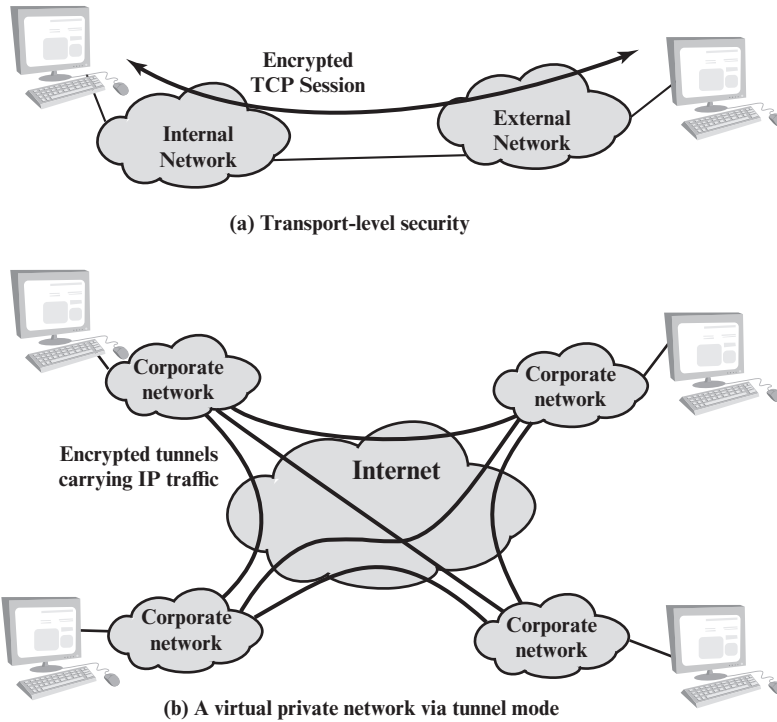 Encrypted
TCP Session
Internal
Network
External
Network
(a) Transport-level security
Corporate
network
Corporate
network
Encrypted tunnels
carrying IP traffic
Internet
Corporate
network
Corporate
network
(b) A virtual private network via tunnel mode